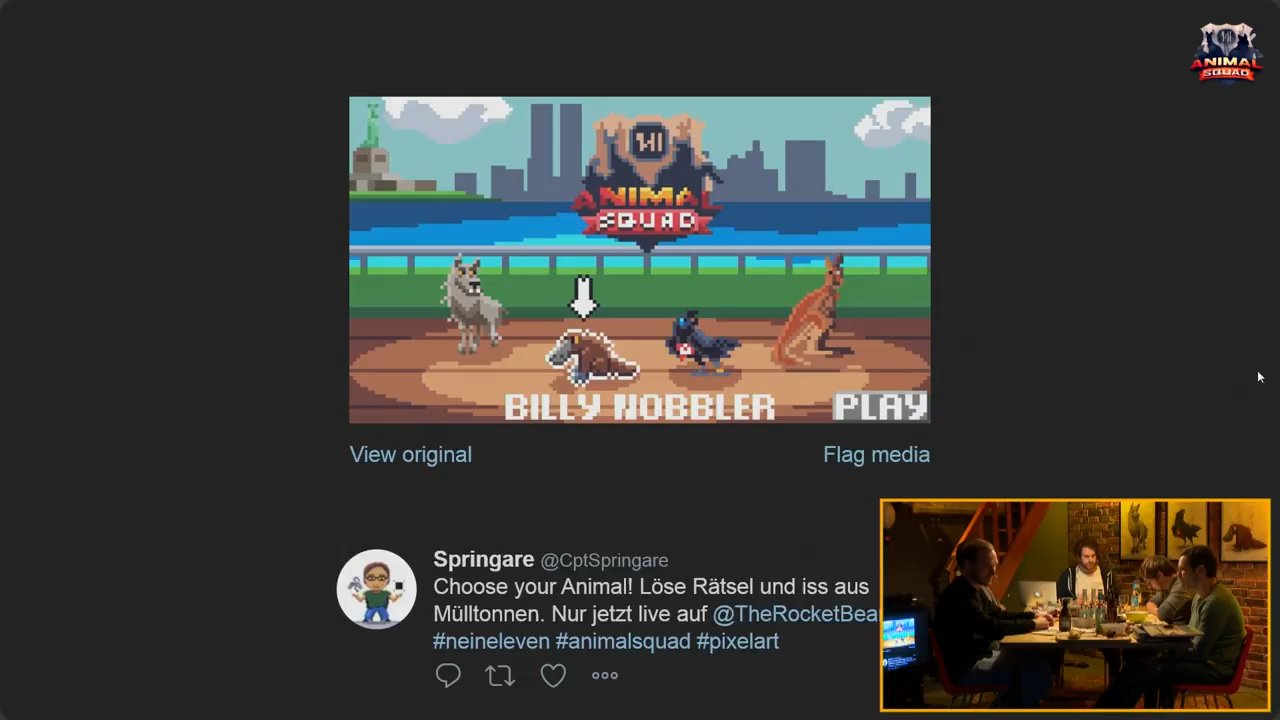 ANIMAL
SQUAD
ANIMAL
SQUAD
BILLY NOBBLER
PLAY
View original
Flag media
Springare @CptSpringare
Choose your Animal! Löse Rätsel und iss aus
Mülltonnen. Nur jetzt live auf @TheRocketBea
#neineleven #animalsquad #pixelart